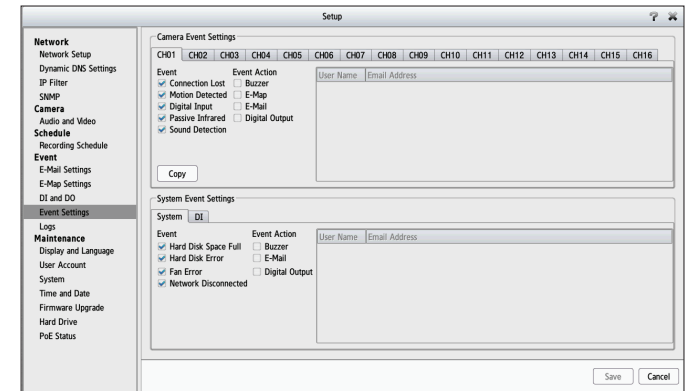 Setup
? ✖
Network
Network Setup
Dynamic DNS Settings
IP Filter
SNMP
Camera
Audio and Video
Schedule
Recording Schedule
Event
E-Mail Settings
E-Map Settings
DI and DO
Event Settings
Logs
Maintenance
Display and Language
User Account
System
Time and Date
Firmware Upgrade
Hard Drive
PoE Status
Camera Event Settings
CH01 CH02 CH03 CH04 CH05 CH06 CH07 CH08 CH09 CH10 CH11 CH12 CH13 CH14 CH15 CH16
Event Event Action User Name Email Address
Connection Lost Buzzer
Motion Detected E-Map
Digital Input E-Mail
Passive Infrared Digital Output
Sound Detection
Copy
System Event Settings
System DI
Event Event Action User Name Email Address
Hard Disk Space Full Buzzer
Hard Disk Error E-Mail
Fan Error Digital Output
Network Disconnected
Save Cancel